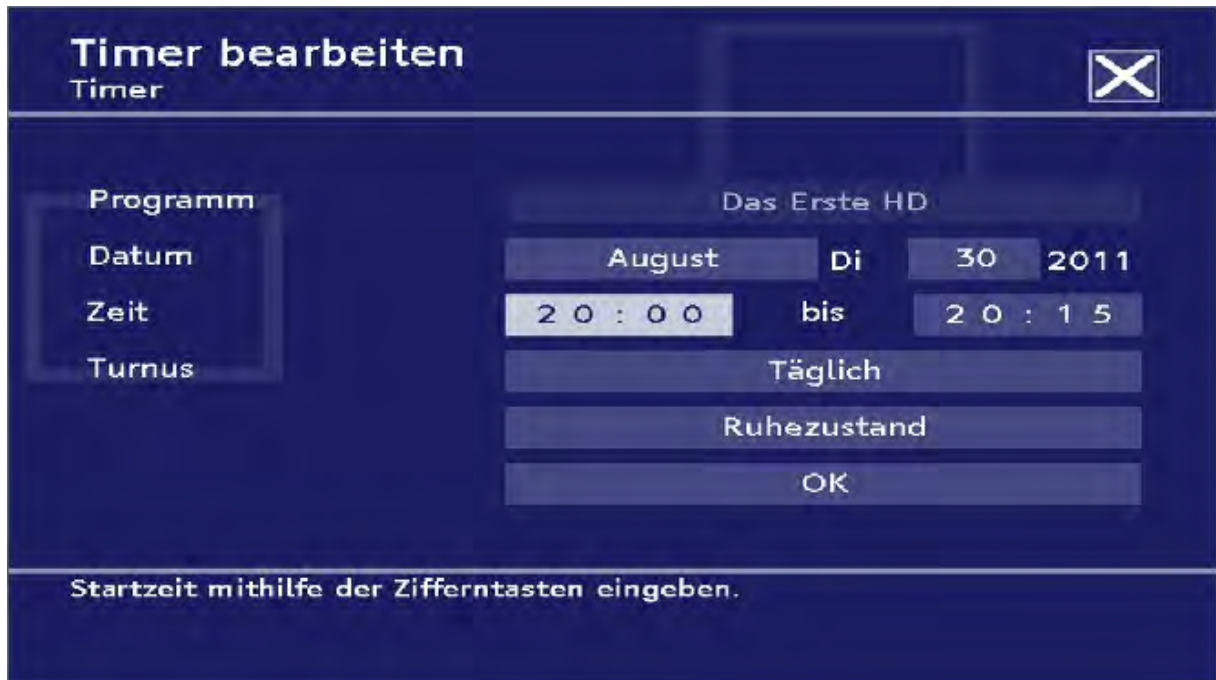 Timer bearbeiten
Timer
Programm Das Erste HD
Datum August Di 30 2011
Zeit 20:00 bis 20:15
Turnus Täglich
Ruhezustand
OK
Startzeit mithilfe der Zifferntasten eingeben.